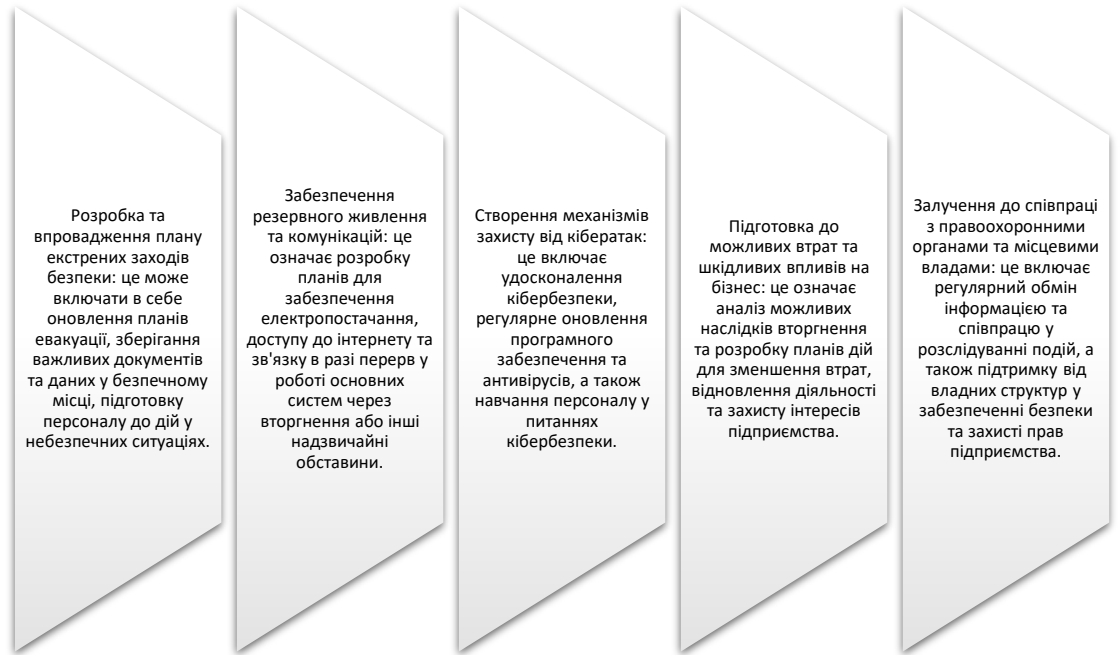 Розробка та
впровадження плану
екстрених заходів
безпеки: це може
включати в себе
оновлення планів
евакуації, зберігання
важливих документів
та даних у безпечному
місці, підготовку
персоналу до дій у
небезпечних ситуаціях.
Забезпечення
резервного живлення
та комунікацій: це
означає розробку
планів для
забезпечення
електропостачання,
доступу до інтернету та
зв'язку в разі перерв у
роботі основних
систем через
вторгнення або інші
надзвичайні
обставини.
Створення механізмів
захисту від кібератак:
це включає
удосконалення
кібербезпеки,
регулярне оновлення
програмного
забезпечення та
антивірусів, а також
навчання персоналу у
питаннях
кібербезпеки.
Підготовка до
можливих втрат та
шкідливих впливів на
бізнес: це означає
аналіз можливих
наслідків вторгнення
та розробку планів дій
для зменшення втрат,
відновлення діяльності
та захисту інтересів
підприємства.
Залучення до співпраці
з правоохоронними
органами та місцевими
владами: це включає
регулярний обмін
інформацією та
співпрацю у
розслідуванні подій, а
також підтримку від
владних структур у
забезпеченні безпеки
та захисті прав
підприємства.